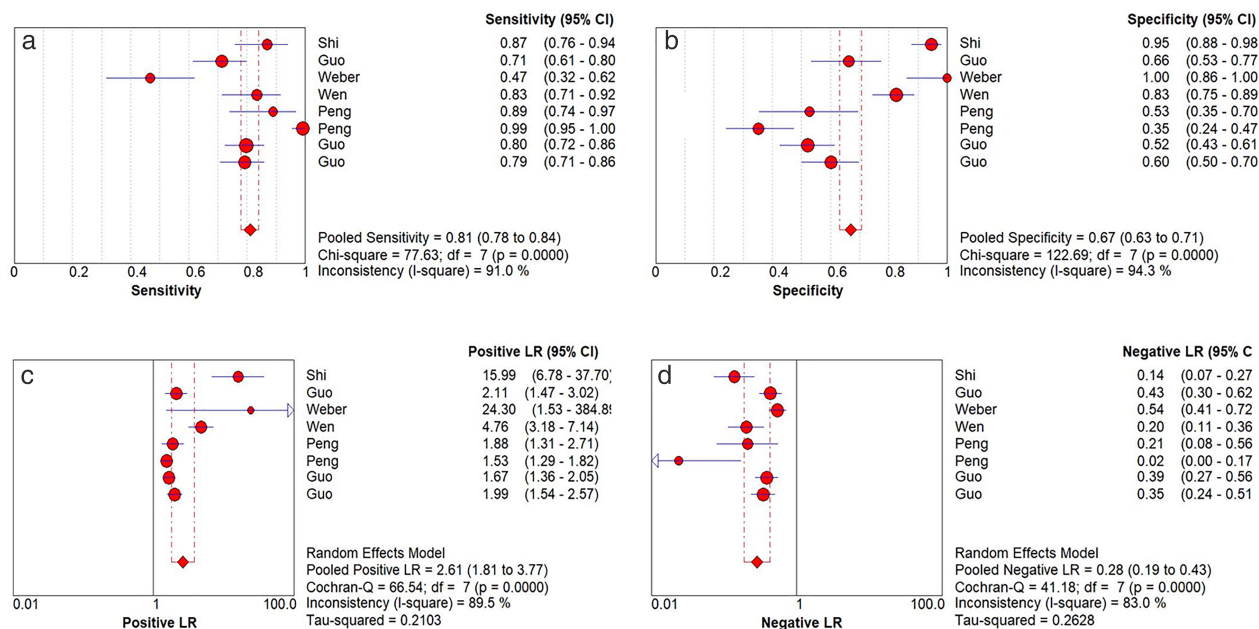 a
Sensitivity (95% CI)
Shi 0.87 (0.76 - 0.94
Guo 0.71 (0.61 - 0.80
Weber 0.47 (0.32 - 0.62
Wen 0.83 (0.71 - 0.92
Peng 0.89 (0.74 - 0.97
Peng 0.99 (0.95 - 1.00
Guo 0.80 (0.72 - 0.86
Guo 0.79 (0.71 - 0.86
Pooled Sensitivity = 0.81 (0.78 to 0.84)
Chi-square = 77.63; df = 7 (p = 0.0000)
Inconsistency (I-square) = 91.0 %
0 0.2 0.4 0.6 0.8 1
Sensitivity
b
Specificity (95% CI)
Shi 0.95 (0.88 - 0.98
Guo 0.66 (0.53 - 0.77
Weber 1.00 (0.86 - 1.00
Wen 0.83 (0.75 - 0.89
Peng 0.53 (0.35 - 0.70
Peng 0.35 (0.24 - 0.47
Guo 0.52 (0.43 - 0.61
Guo 0.60 (0.50 - 0.70
Pooled Specificity = 0.67 (0.63 to 0.71)
Chi-square = 122.69; df = 7 (p = 0.0000)
Inconsistency (I-square) = 94.3 %
0 0.2 0.4 0.6 0.8 1
Specificity
c
Positive LR (95% CI)
Shi 15.99 (6.78 - 37.70)
Guo 2.11 (1.47 - 3.02)
Weber 24.30 (1.53 - 384.89
Wen 4.76 (3.18 - 7.14)
Peng 1.88 (1.31 - 2.71)
Peng 1.53 (1.29 - 1.82)
Guo 1.67 (1.36 - 2.05)
Guo 1.99 (1.54 - 2.57)
Random Effects Model
Pooled Positive LR = 2.61 (1.81 to 3.77)
Cochran-Q = 66.54; df = 7 (p = 0.0000)
Inconsistency (I-square) = 89.5 %
Tau-squared = 0.2103
0.01 1 100.0
Positive LR
d
Negative LR (95% C
Shi 0.14 (0.07 - 0.27
Guo 0.43 (0.30 - 0.62
Weber 0.54 (0.41 - 0.72
Wen 0.20 (0.11 - 0.36
Peng 0.21 (0.08 - 0.56
Peng 0.02 (0.00 - 0.17
Guo 0.39 (0.27 - 0.56
Guo 0.35 (0.24 - 0.51
Random Effects Model
Pooled Negative LR = 0.28 (0.19 to 0.43)
Cochran-Q = 41.18; df = 7 (p = 0.0000)
Inconsistency (I-square) = 83.0 %
Tau-squared = 0.2628
0.01 1 100.0
Negative LR